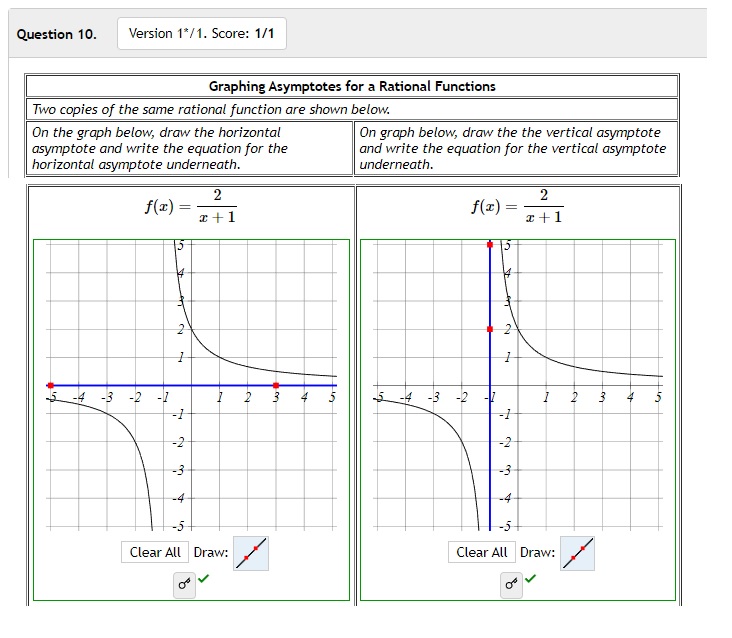 Question 10. Version 1*/1. Score: 1/1
Graphing Asymptotes for a Rational Functions
Two copies of the same rational function are shown below.
On the graph below, draw the horizontal
asymptote and write the equation for the
horizontal asymptote underneath.
On graph below, draw the the vertical asymptote
and write the equation for the vertical asymptote
underneath.
f(x) = 2/(x + 1)
5
4
3
2
1
-5 -4 -3 -2 -1 1 2 3 4 5
-1
-2
-3
-4
-5
Clear All Draw:
f(x) = 2/(x + 1)
5
4
3
2
1
-5 -4 -3 -2 -1 1 2 3 4 5
-1
-2
-3
-4
-5
Clear All Draw: